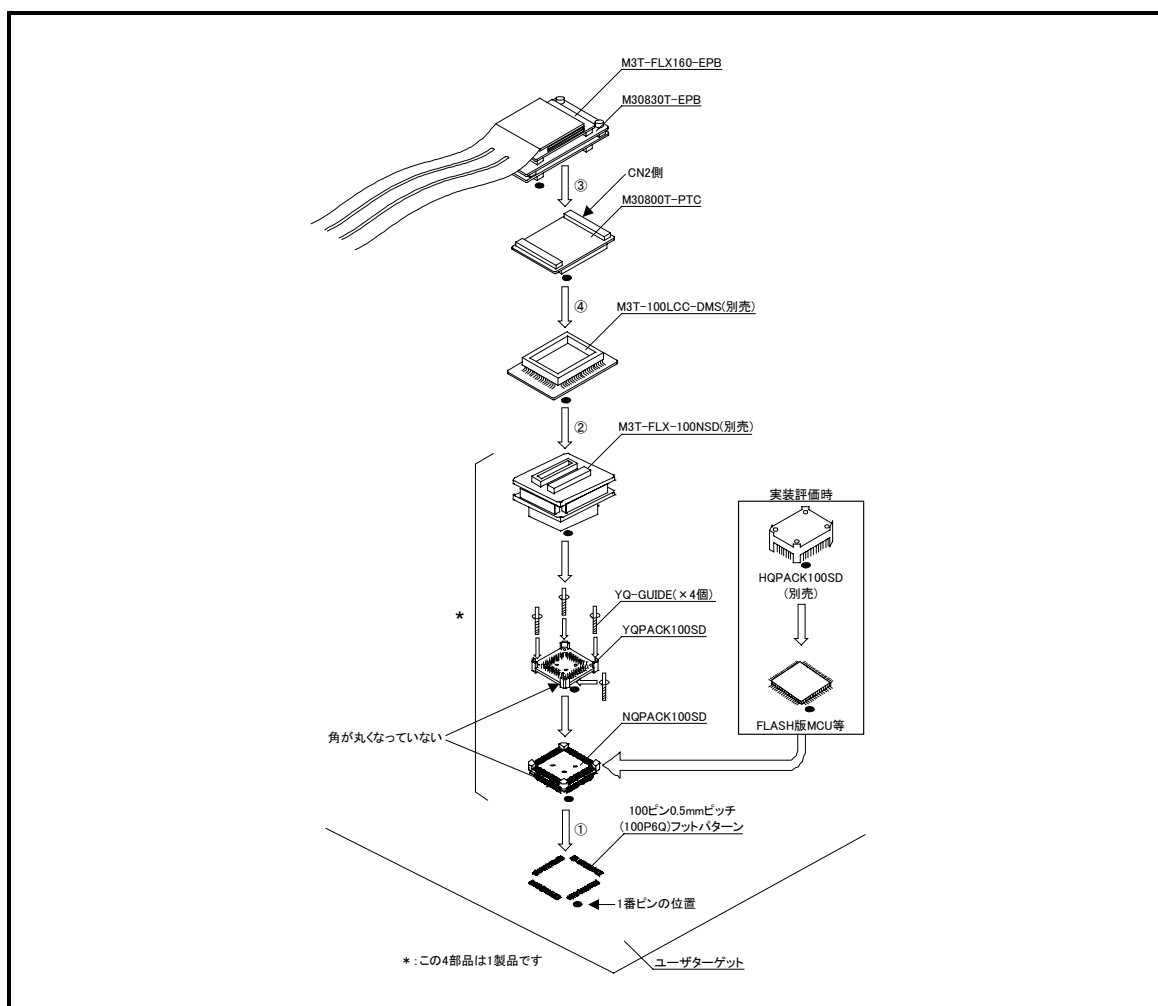 M3T-FLX160-EPB
M30830T-EPB
CN2側
③
M30800T-PTC
④
M3T-100LCC-DMS(別売)
②
M3T-FLX-100NSD(別売)
実装評価時
HQPACK100SD
(別売)
YQ-GUIDE(×4個)
*
YQPACK100SD
FLASH版MCU等
NQPACK100SD
角が丸くなっていない
100ピン0.5mmピッチ
(100P6Q)フットパターン
①
1番ピンの位置
*:この4部品は1製品です
ユーザターゲット